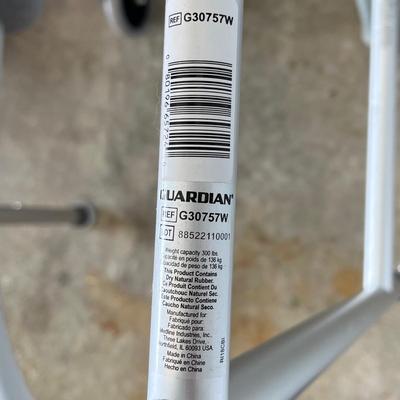 REF G30757W
GUARDIAN
REF G30757W
LOT 88522110001
Weight capacity 300 lbs
capacité en poids de 136 kg
capacidad de peso de 136 kg
This Product Contains
Dry Natural Rubber.
Ce Produit Contient Du
Caoutchouc Naturel Sec.
Este Producto Contiene
Caucho Natural Seco.
Manufactured for
Fabriqué pour:
Fabricado para:
Medline Industries, Inc.
Three Lakes Drive,
Northfield, IL 60093 USA
Made in China
Fabriqué en Chine
Hecho en China